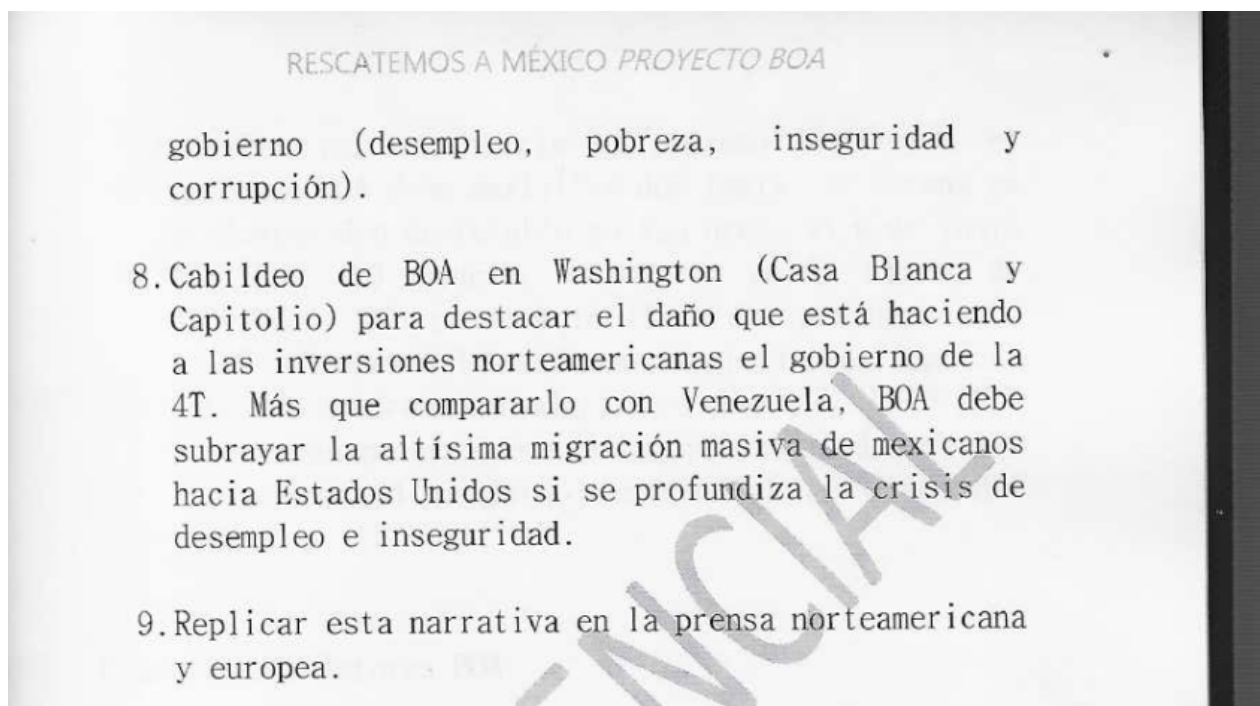 RESCATEMOS A MÉXICO PROYECTO BOA
gobierno (desempleo, pobreza, inseguridad y
corrupción).
8. Cabildeo de BOA en Washington (Casa Blanca y
Capitolio) para destacar el daño que está haciendo
a las inversiones norteamericanas el gobierno de la
4T. Más que compararlo con Venezuela, BOA debe
subrayar la altísima migración masiva de mexicanos
hacia Estados Unidos si se profundiza la crisis de
desempleo e inseguridad.
9. Replicar esta narrativa en la prensa norteamericana
y europea.
ENCIAL